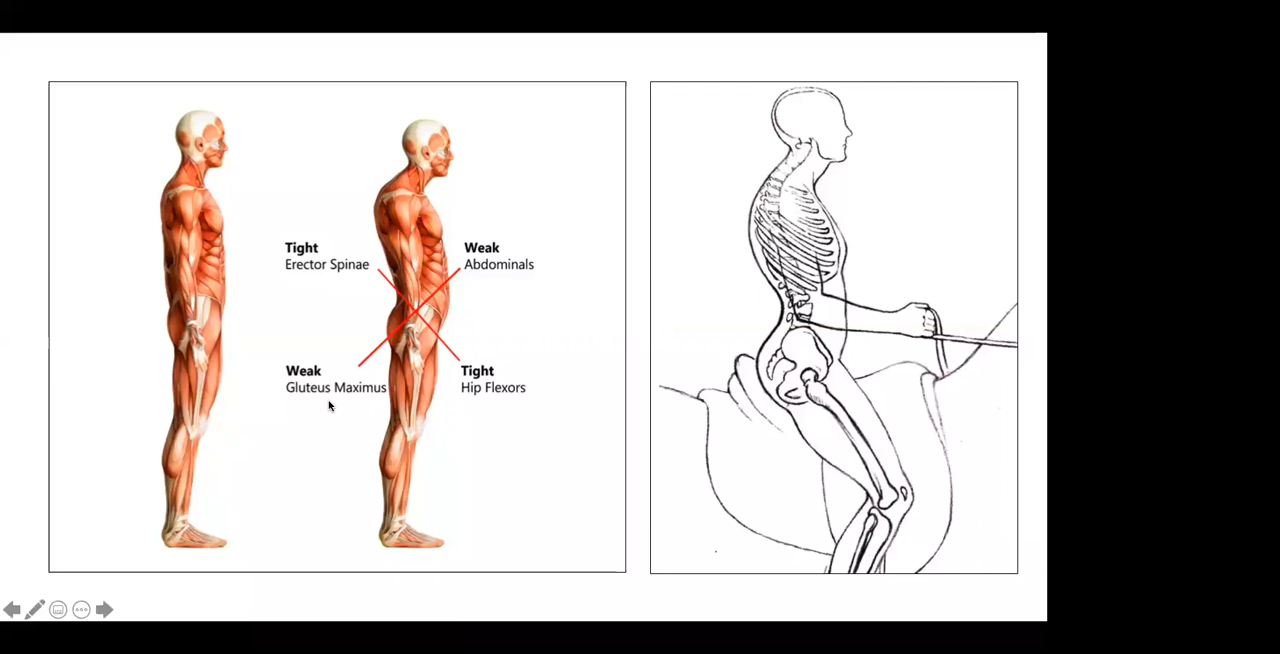 Tight
Erector Spinae
Weak
Abdominals
Weak
Gluteus Maximus
Tight
Hip Flexors